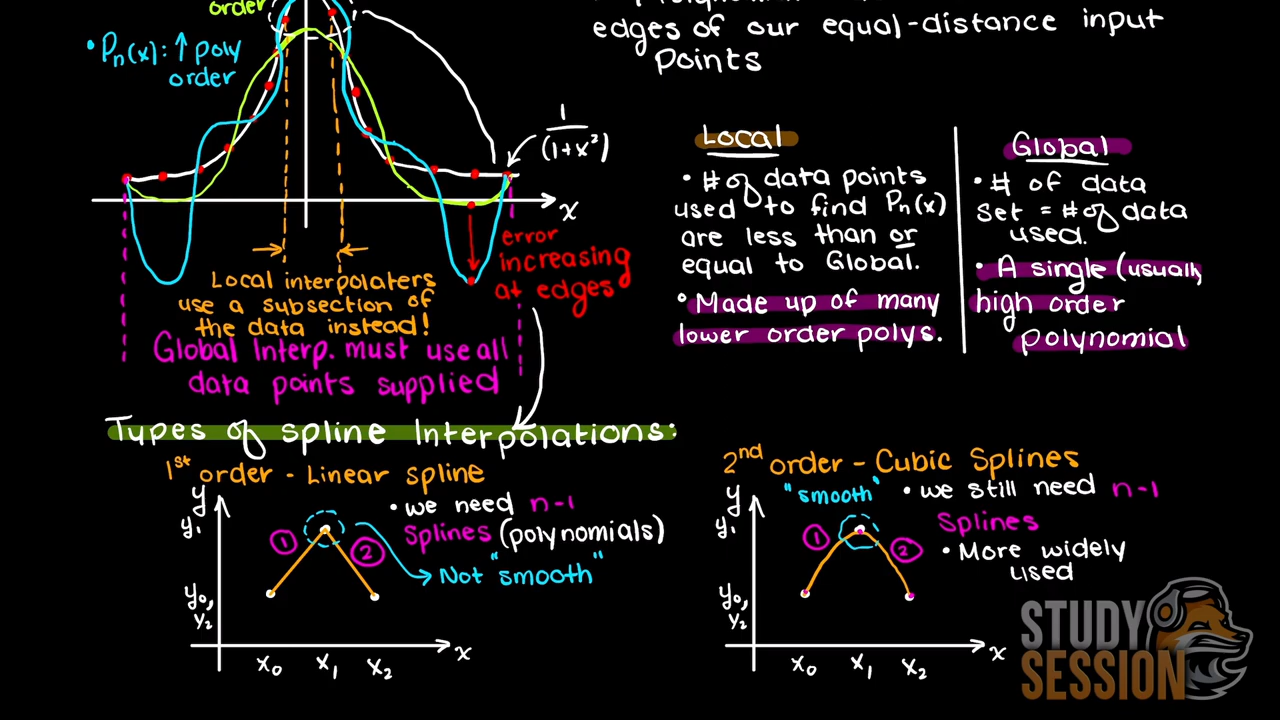 order
• Pn(x): ↑ poly
order
edges of our equal-distance input
Points
1
(1+x²)
x
error
increasing
at edges
Local interpolaters
use a subsection of
the data instead!
Global Interp. must use all
data points supplied
Local
• # of data points
used to find Pn(x)
are less than or
equal to Global.
• Made up of many
lower order polys.
Global
• # of data
set = # of data
used.
• A single (usually
high order
polynomial
Types of spline Interpolations:
1st order - Linear spline
y
y₁
y₀,
y₂
x₀ x₁ x₂
x
① ②
• we need n-1
Splines (polynomials)
Not "smooth"
2nd order - Cubic Splines
"smooth"
• we still need n-1
Splines
• More widely
used
y
y₁
y₀,
y₂
x₀ x₁ x₂
x
① ②
STUDY
SESSION